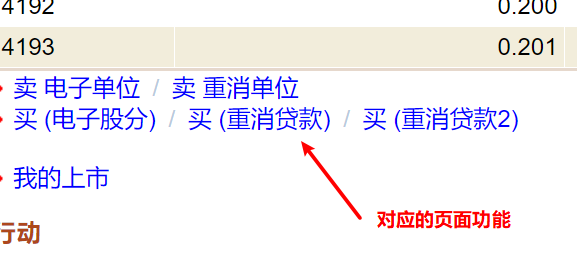 4192 0.200
4193 0.201
卖 电子单位 / 卖 重消单位
买 (电子股分) / 买 (重消贷款) / 买 (重消贷款2)
我的上市
对应的页面功能
行动